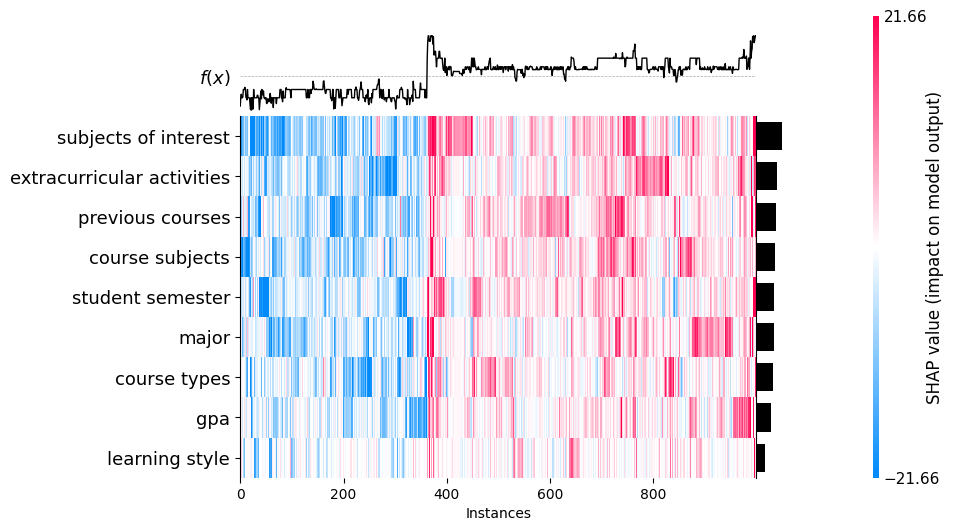 21.66
f(x)
subjects of interest
extracurricular activities
previous courses
course subjects
student semester
major
course types
gpa
learning style
0 200 400 600 800
Instances
SHAP value (impact on model output)
−21.66